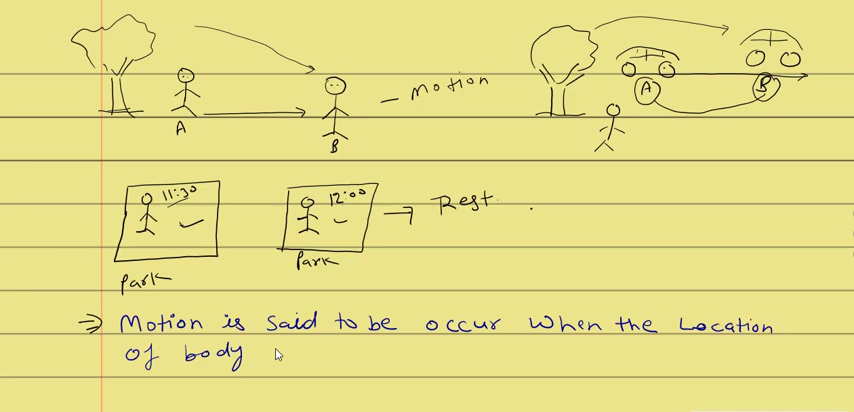 A
B
– Motion
A
B
11:30
Park
12:00
Park
→ Rest.
⇒ Motion is said to be occur when the Location
of body